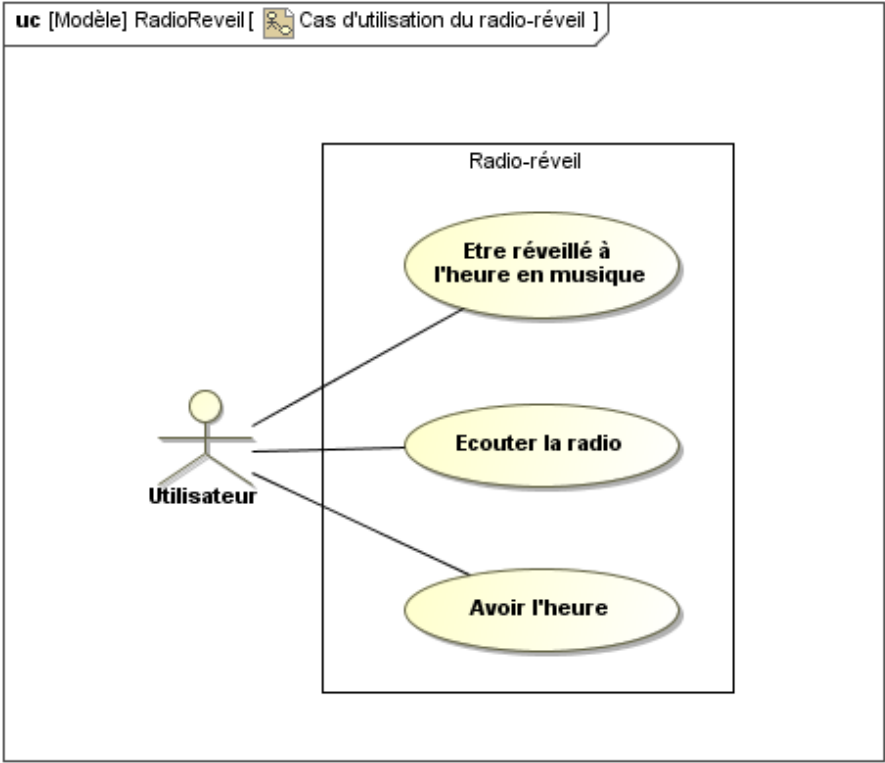 uc [Modèle] RadioReveil [ Cas d'utilisation du radio-réveil ]
Radio-réveil
Etre réveillé à
l'heure en musique
Ecouter la radio
Utilisateur
Avoir l'heure